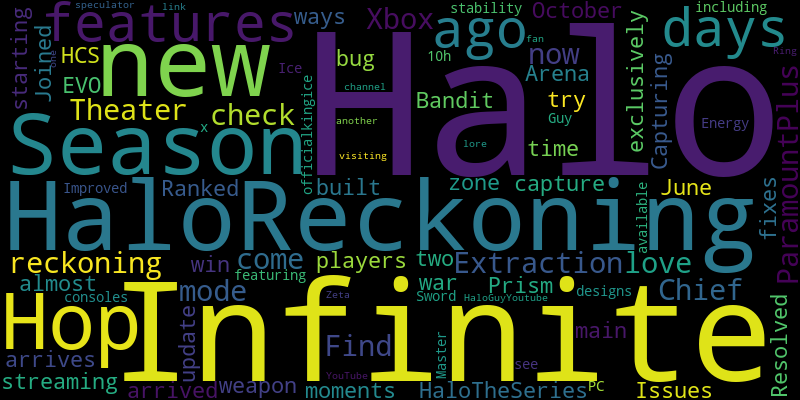 speculator link
features ways Xbox stability October including
starting Joined HCS new ago fan days
Ice bug 10h now exclusively Ring
EVO Halo Arena Capturing
Theater check channel Bandit try
Season x officialkingice another Guy Energy ParamountPlus
visiting lore time
Improved Ranked built zone capture available June fixes
HaloReckoning
reckoning win come players two Extraction love
almost featuring war Prism Chief
consoles mode Zeta Sword HaloGuyYoutube designs
Hop Infinite
update Find Master main Resolved
arrives see
streaming YouTube
arrived weapon moments HaloTheSeries PC Issues